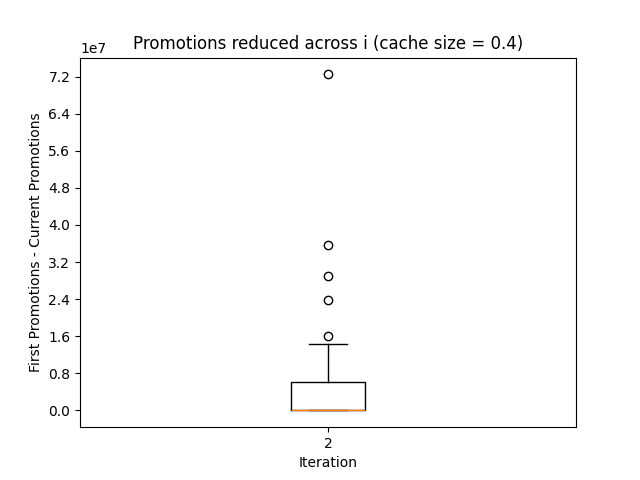 Promotions reduced across i (cache size = 0.4)
1e7
7.2
6.4
5.6
4.8
4.0
3.2
2.4
1.6
0.8
0.0
First Promotions - Current Promotions
2
Iteration